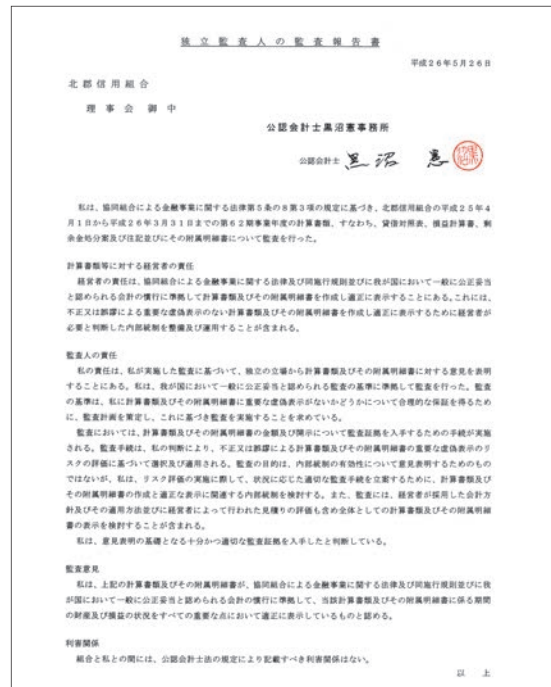 独立監査人の監査報告書
平成26年5月26日
北郡信用組合
理事会 御中
公認会計士黒沼憲事務所
公認会計士 黒沼 憲
私は、協同組合による金融事業に関する法律第5条の8第3項の規定に基づき、北郡信用組合の平成25年4
月1日から平成26年3月31日までの第62期事業年度の計算書類、すなわち、貸借対照表、損益計算書、剰
余金処分案及び注記並びにその附属明細書について監査を行った。
計算書類等に対する経営者の責任
経営者の責任は、協同組合による金融事業に関する法律及び同施行規則並びに我が国において一般に公正妥当
と認められる会計の慣行に準拠して計算書類及びその附属明細書を作成し適正に表示することにある。これには、
不正又は誤謬による重要な虚偽表示のない計算書類及びその附属明細書を作成し適正に表示するために経営者が
必要と判断した内部統制を整備及び運用することが含まれる。
監査人の責任
私の責任は、私が実施した監査に基づいて、独立の立場から計算書類及びその附属明細書に対する意見を表明
することにある。私は、我が国において一般に公正妥当と認められる監査の基準に準拠して監査を行った。監査
の基準は、私に計算書類及びその附属明細書に重要な虚偽表示がないかどうかについて合理的な保証を得るため
に、監査計画を策定し、これに基づき監査を実施することを求めている。
監査においては、計算書類及びその附属明細書の金額及び開示について監査証拠を入手するための手続が実施
される。監査手続は、私の判断により、不正又は誤謬による計算書類及びその附属明細書の重要な虚偽表示のリ
スクの評価に基づいて選択及び適用される。監査の目的は、内部統制の有効性について意見表明するためのもの
ではないが、私は、リスク評価の実施に際して、状況に応じた適切な監査手続を立案するために、計算書類及び
その附属明細書の作成と適正な表示に関連する内部統制を検討する。また、監査には、経営者が採用した会計方
針及びその適用方法並びに経営者によって行われた見積りの評価も含め全体としての計算書類及びその附属明細
書の表示を検討することが含まれる。
私は、意見表明の基礎となる十分かつ適切な監査証拠を入手したと判断している。
監査意見
私は、上記の計算書類及びその附属明細書が、協同組合による金融事業に関する法律及び同施行規則並びに我
が国において一般に公正妥当と認められる会計の慣行に準拠して、当該計算書類及びその附属明細書に係る期間
の財産及び損益の状況をすべての重要な点において適正に表示しているものと認める。
利害関係
組合と私との間には、公認会計士法の規定により記載すべき利害関係はない。
以 上